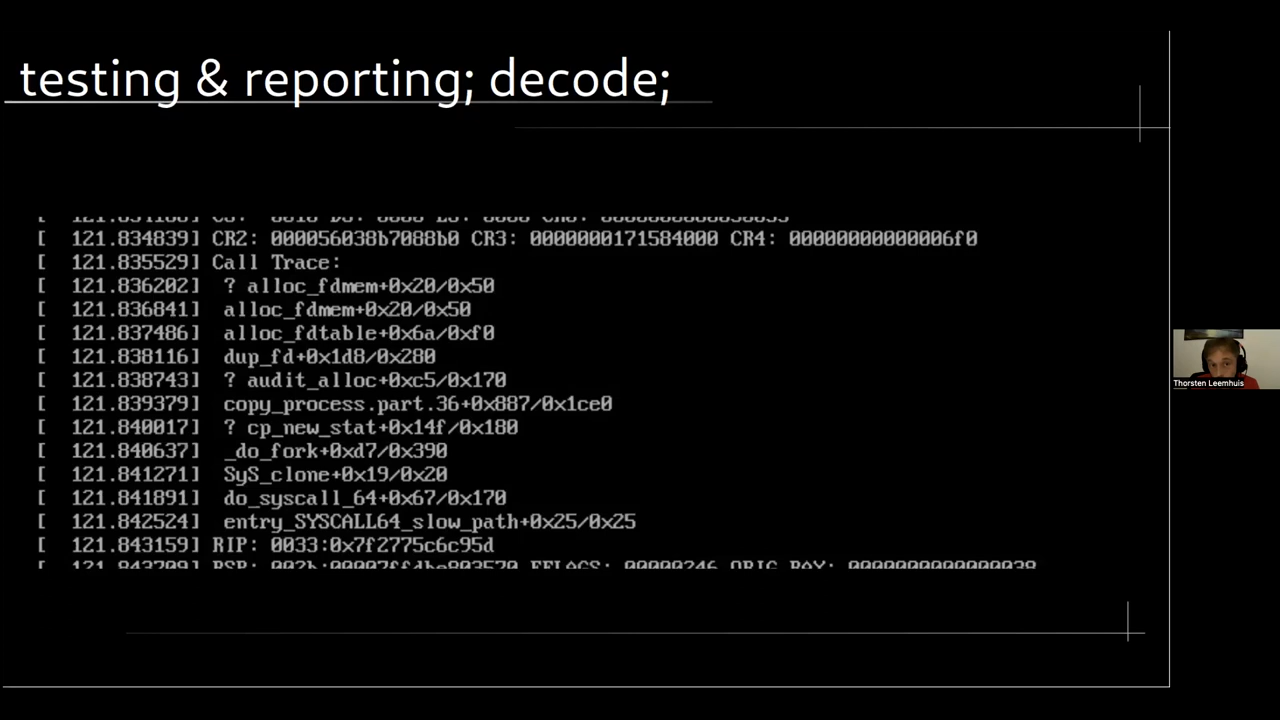 testing & reporting; decode;
[ 121.834839] CR2: 000056038b7088b0 CR3: 0000000171584000 CR4: 00000000000006f0
[ 121.835529] Call Trace:
[ 121.836202] ? alloc_fdmem+0x20/0x50
[ 121.836841] alloc_fdmem+0x20/0x50
[ 121.837486] alloc_fdtable+0x6a/0xf0
[ 121.838116] dup_fd+0x1d8/0x280
[ 121.838743] ? audit_alloc+0xc5/0x170
[ 121.839379] copy_process.part.36+0x887/0x1ce0
[ 121.840017] ? cp_new_stat+0x14f/0x180
[ 121.840637] _do_fork+0xd7/0x390
[ 121.841271] SyS_clone+0x19/0x20
[ 121.841891] do_syscall_64+0x67/0x170
[ 121.842524] entry_SYSCALL64_slow_path+0x25/0x25
[ 121.843159] RIP: 0033:0x7f2775c6c95d
Thorsten Leemhuis